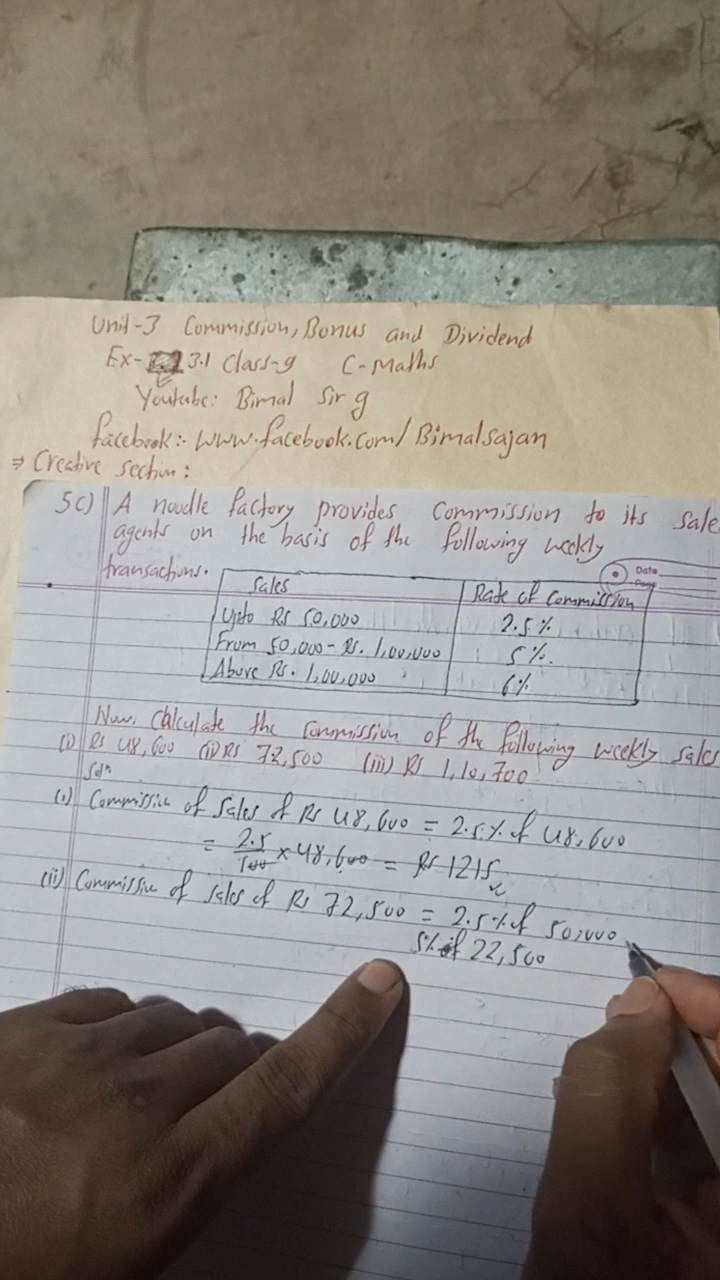 Unit-3 Commission, Bonus and Dividend
Ex- 3.1 Class-9 C-Maths
Youtube: Bimal Sir g
facebook:- www.facebook.com/Bimalsajan
⇒ Creative section:
5c) A noodle factory provides commission to its sale
agents on the basis of the following weekly
transactions.
Date
Page
Sales Rate of Commission
Upto Rs 50,000 2.5%
From 50,000 - Rs. 1,00,000 5%.
Above Rs. 1,00,000 6%
Now, Calculate the commission of the following weekly sales
(i) Rs 48,600 (ii) Rs 72,500 (iii) Rs 1,10,700
Solⁿ
(i) Commission of Sales of Rs 48,600 = 2.5% of 48,600
= 2.5/100 × 48,600 = Rs 1215
(ii) Commission of sales of Rs 72,500 = 2.5% of 50,000
5% of 22,500